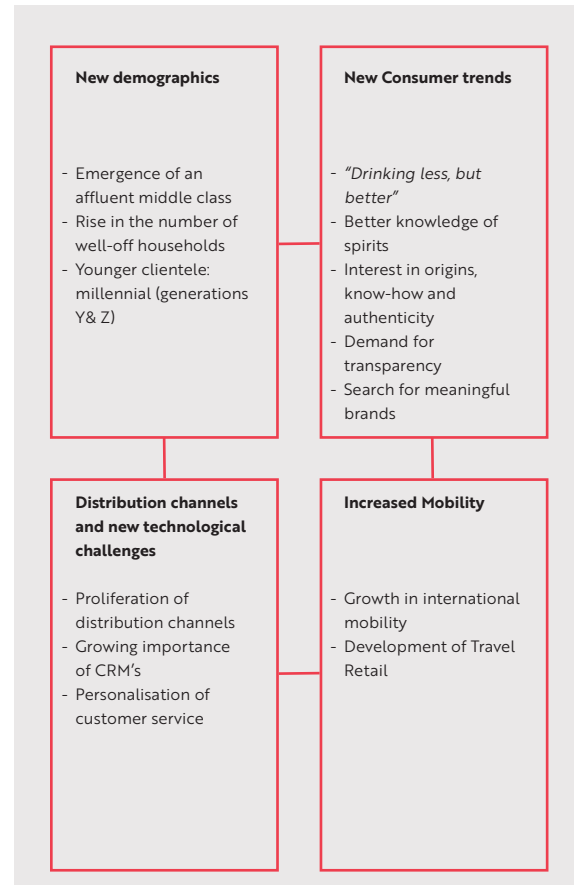 New demographics
- Emergence of an
affluent middle class
- Rise in the number of
well-off households
- Younger clientele:
millennial (generations
Y& Z)
New Consumer trends
- “Drinking less, but
better”
- Better knowledge of
spirits
- Interest in origins,
know-how and
authenticity
- Demand for
transparency
- Search for meaningful
brands
Distribution channels
and new technological
challenges
- Proliferation of
distribution channels
- Growing importance
of CRM’s
- Personalisation of
customer service
Increased Mobility
- Growth in international
mobility
- Development of Travel
Retail